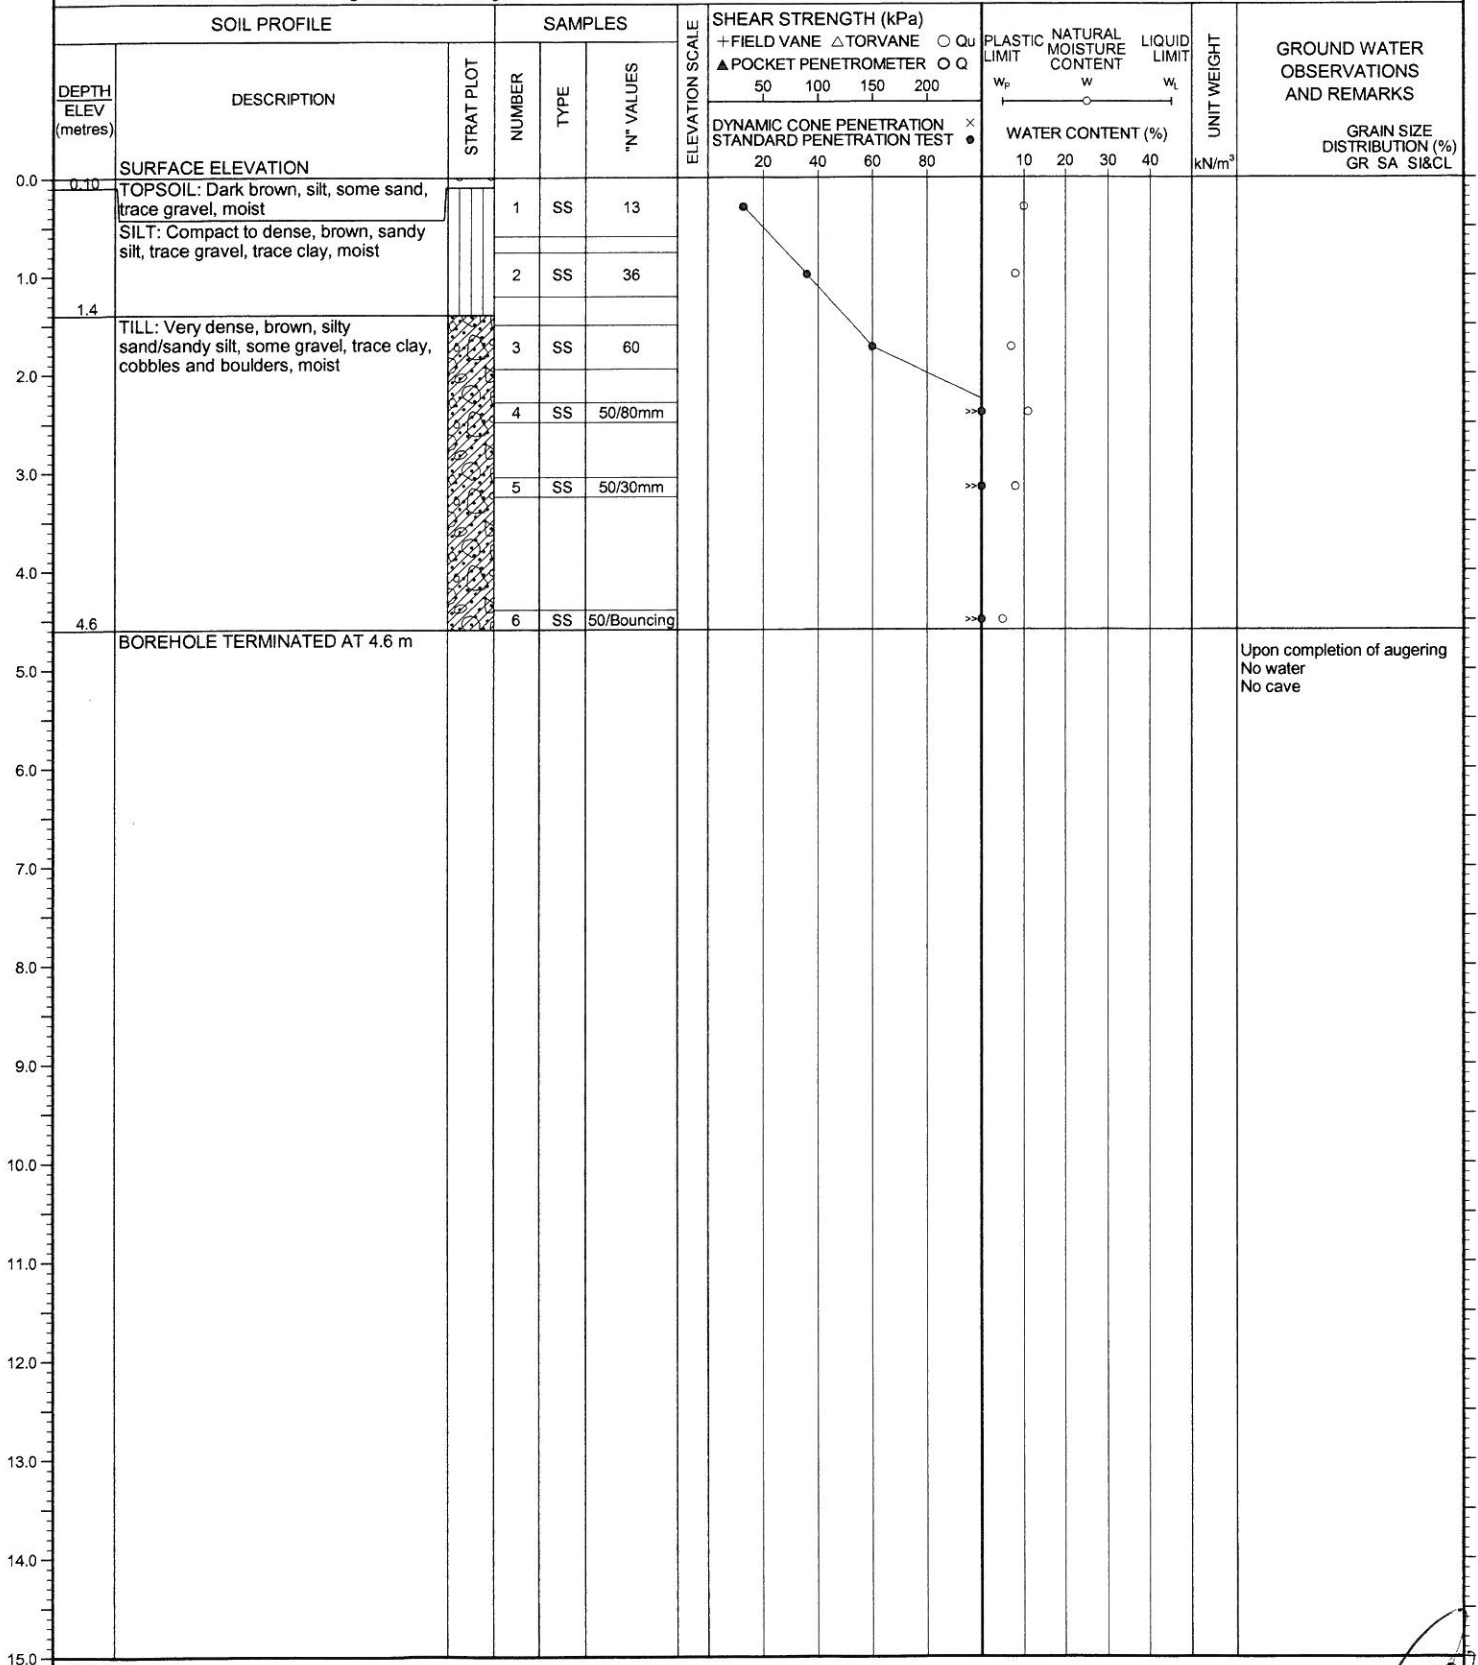 SOIL PROFILE
SAMPLES
ELEVATION SCALE
SHEAR STRENGTH (kPa)
+FIELD VANE △TORVANE ○ Qu
▲POCKET PENETROMETER ○ Q
50 100 150 200
DYNAMIC CONE PENETRATION ×
STANDARD PENETRATION TEST ●
20 40 60 80
PLASTIC LIMIT
NATURAL MOISTURE CONTENT
LIQUID LIMIT
WP W WL
WATER CONTENT (%)
10 20 30 40
UNIT WEIGHT
kN/m³
GROUND WATER
OBSERVATIONS
AND REMARKS
GRAIN SIZE
DISTRIBUTION (%)
GR SA SI&CL
DEPTH
ELEV
(metres)
DESCRIPTION
STRAT PLOT
NUMBER
TYPE
"N" VALUES
SURFACE ELEVATION
0.0
0.10
TOPSOIL: Dark brown, silt, some sand,
trace gravel, moist
1 SS 13
SILT: Compact to dense, brown, sandy
silt, trace gravel, trace clay, moist
1.0
2 SS 36
1.4
TILL: Very dense, brown, silty
sand/sandy silt, some gravel, trace clay,
cobbles and boulders, moist
3 SS 60
2.0
4 SS 50/80mm
>>
3.0
5 SS 50/30mm
>>
4.0
4.6
6 SS 50/Bouncing
>>
BOREHOLE TERMINATED AT 4.6 m
Upon completion of augering
No water
No cave
5.0
6.0
7.0
8.0
9.0
10.0
11.0
12.0
13.0
14.0
15.0